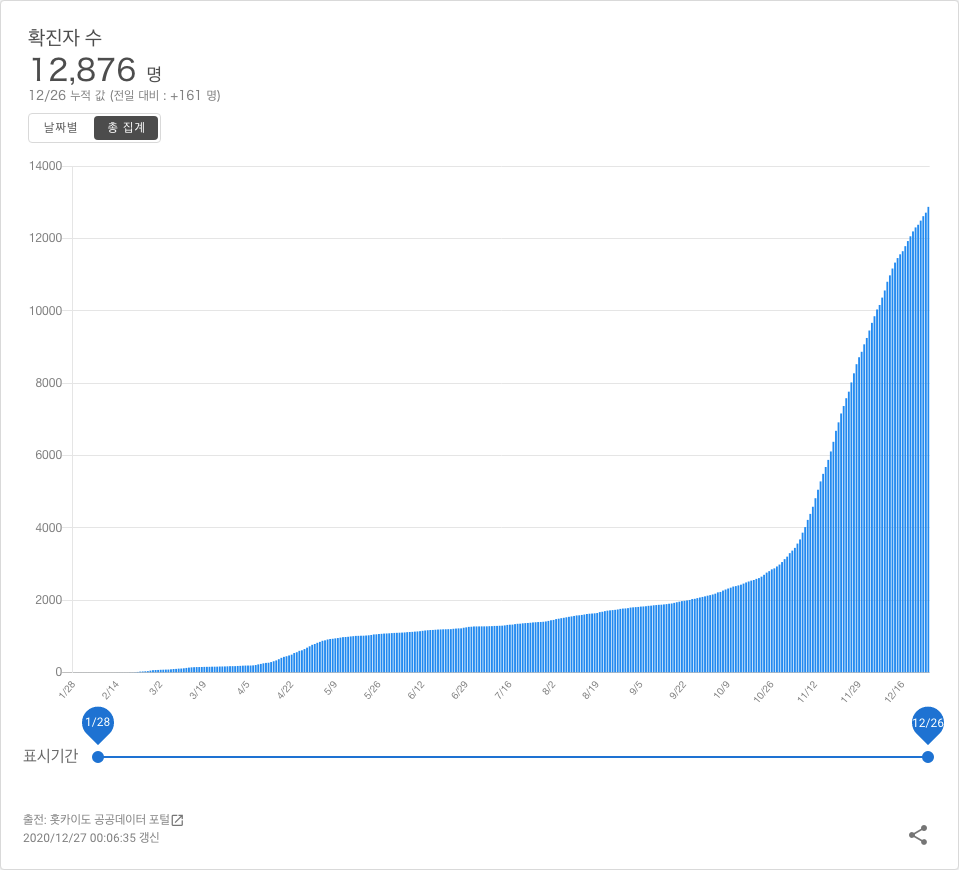 확진자 수
12,876 명
12/26 누적 값 (전일 대비 : +161 명)
날짜별 총 집계
14000
12000
10000
8000
6000
4000
2000
0
1/28 2/14 3/2 3/19 4/5 4/22 5/9 5/26 6/12 6/29 7/16 8/2 8/19 9/5 9/22 10/9 10/26 11/12 11/29 12/16
1/28 12/26
표시기간
출전: 홋카이도 공공데이터 포털
2020/12/27 00:06:35 갱신